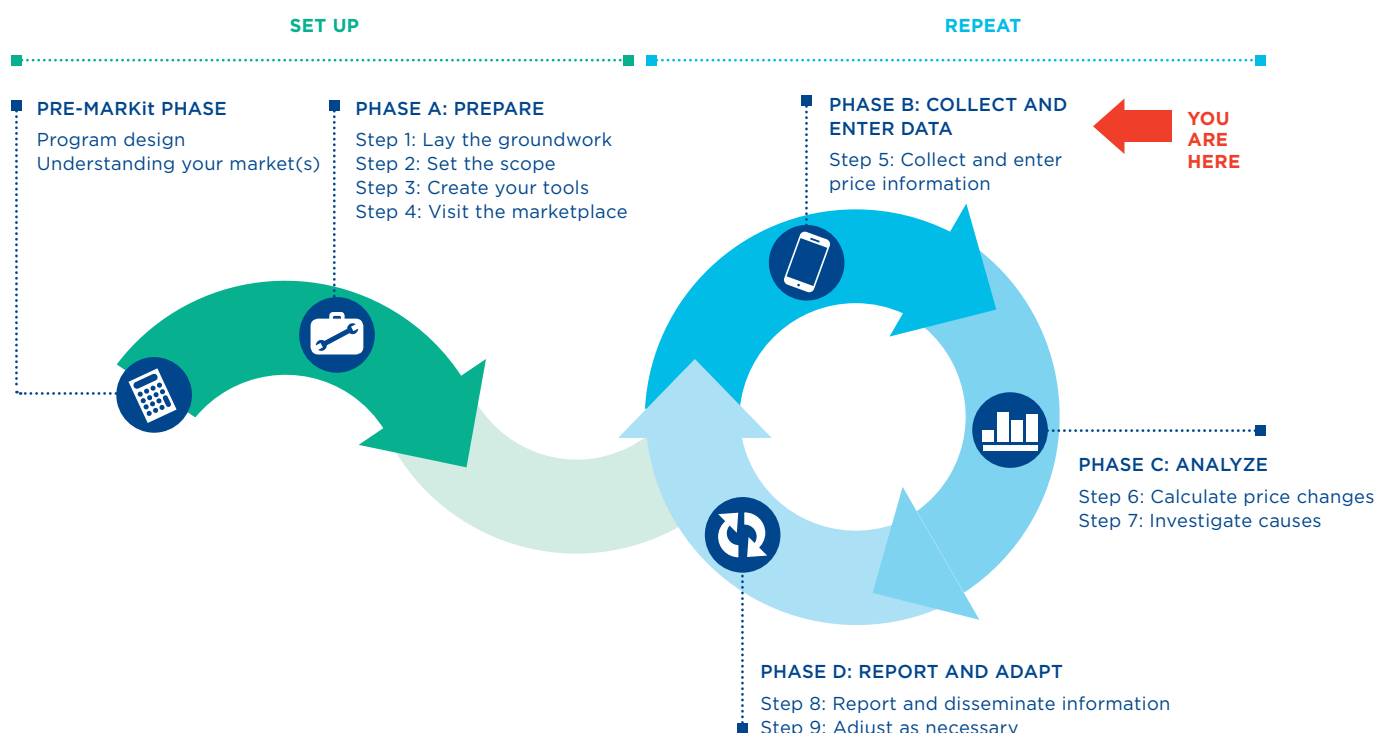 SET UP
REPEAT
PRE-MARKit PHASE
Program design
Understanding your market(s)
PHASE A: PREPARE
Step 1: Lay the groundwork
Step 2: Set the scope
Step 3: Create your tools
Step 4: Visit the marketplace
PHASE B: COLLECT AND
ENTER DATA
Step 5: Collect and enter
price information
YOU
ARE
HERE
PHASE C: ANALYZE
Step 6: Calculate price changes
Step 7: Investigate causes
PHASE D: REPORT AND ADAPT
Step 8: Report and disseminate information
Step 9: Adjust as necessary